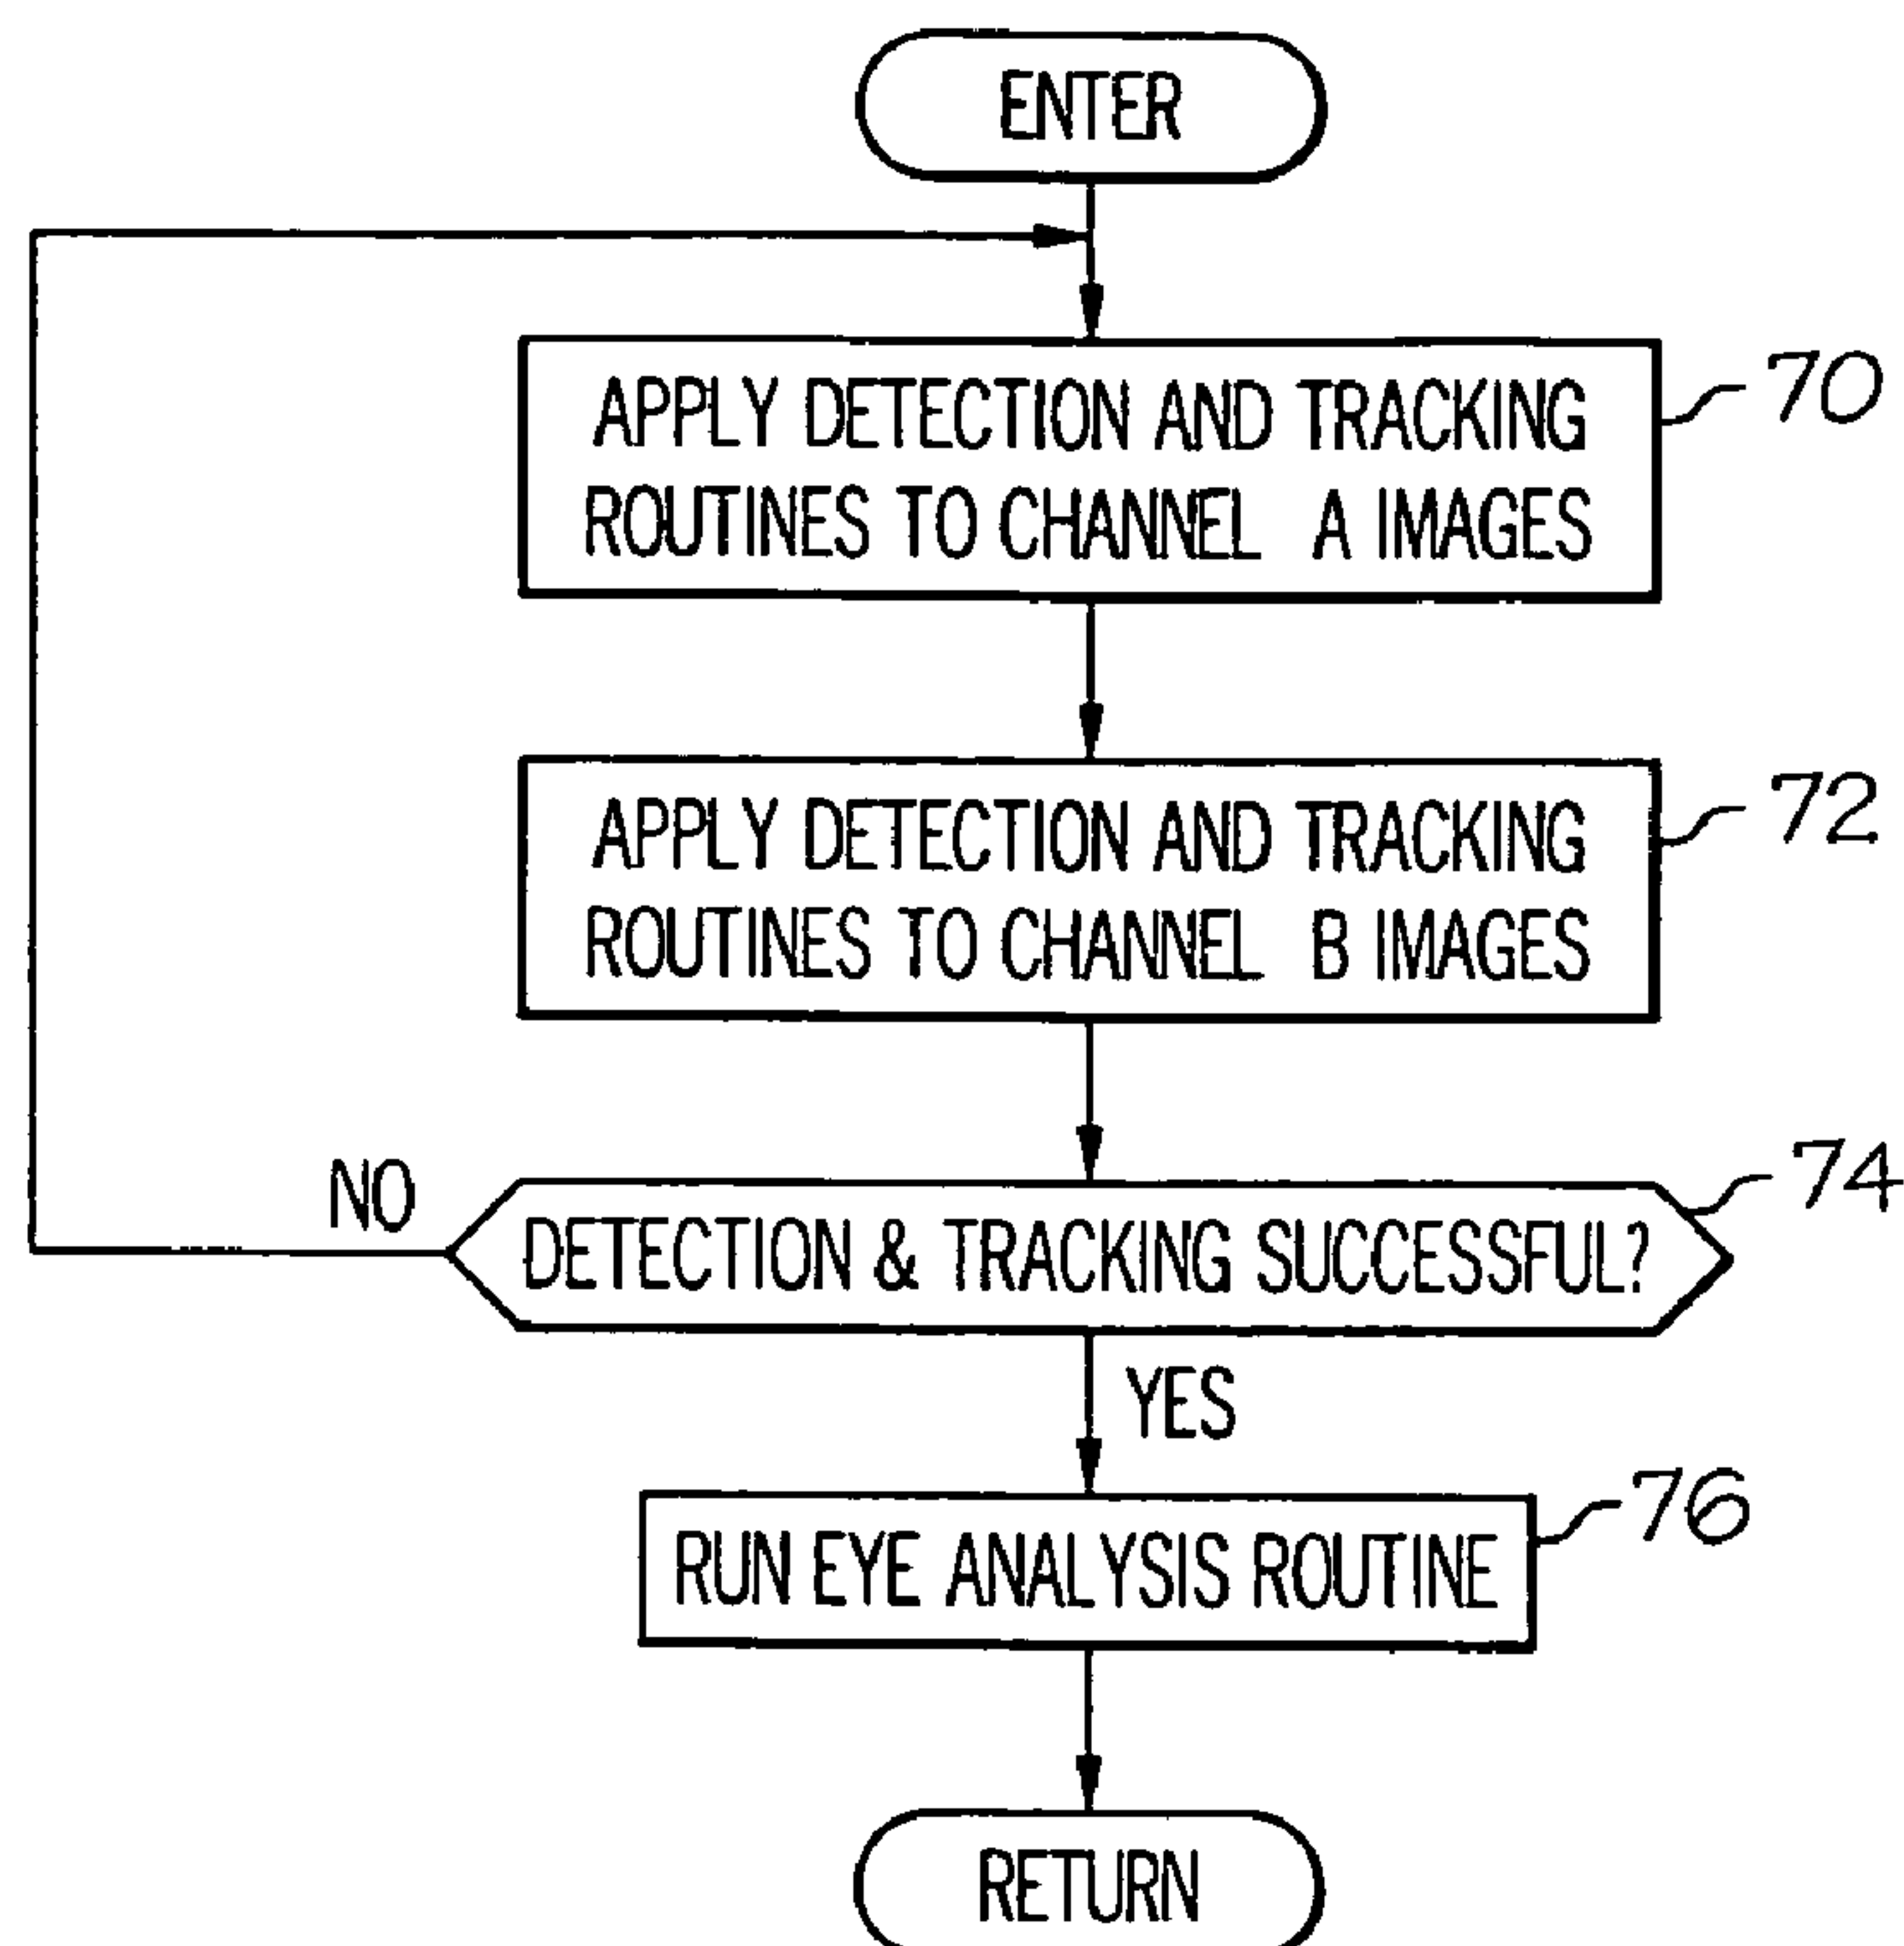 ENTER
APPLY DETECTION AND TRACKING
ROUTINES TO CHANNEL A IMAGES
70
APPLY DETECTION AND TRACKING
ROUTINES TO CHANNEL B IMAGES
72
NO
DETECTION & TRACKING SUCCESSFUL?
74
YES
RUN EYE ANALYSIS ROUTINE
76
RETURN